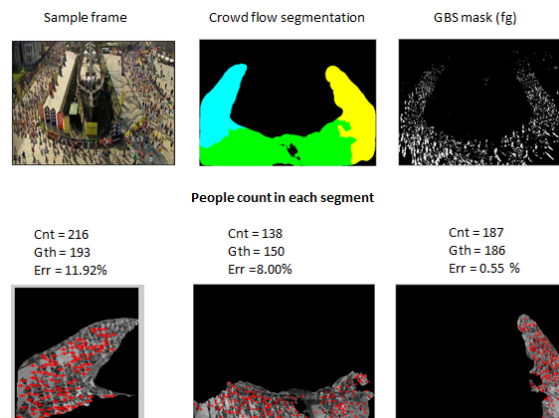 Sample frame
Crowd flow segmentation
GBS mask (fg)
People count in each segment
Cnt = 216
Gth = 193
Err = 11.92%
Cnt = 138
Gth = 150
Err =8.00%
Cnt = 187
Gth = 186
Err = 0.55 %